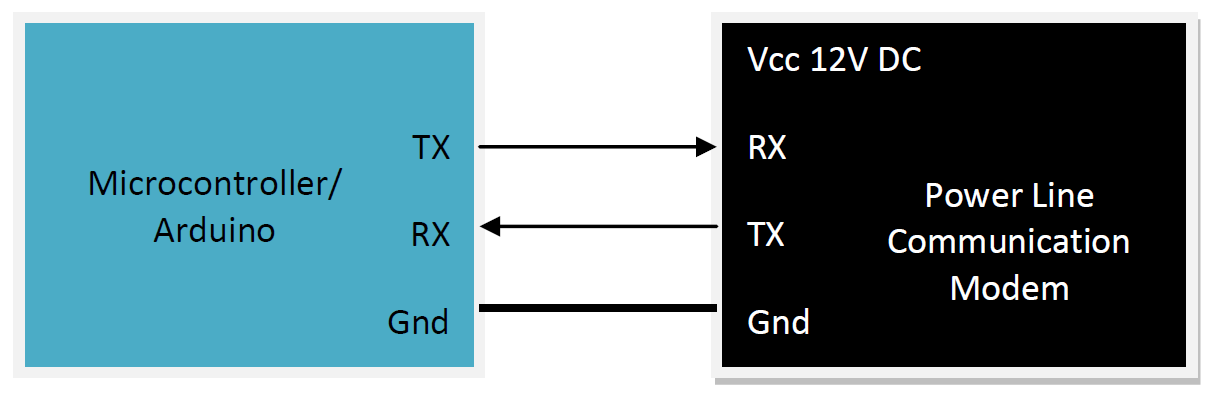 TX
Microcontroller/
Arduino
RX
Gnd
Vcc 12V DC
RX
Power Line
TX
Communication
Modem
Gnd